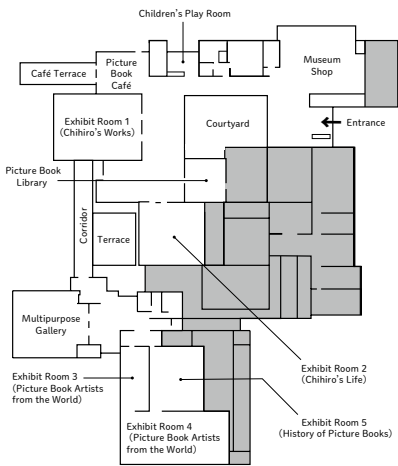 Children's Play Room
Museum
Shop
Picture
Book
Café
Café Terrace
Exhibit Room 1
(Chihiro's Works)
Courtyard
Entrance
Picture Book
Library
Corridor
Terrace
Multipurpose
Gallery
Exhibit Room 2
(Chihiro's Life)
Exhibit Room 3
(Picture Book Artists
from the World)
Exhibit Room 4
(Picture Book Artists
from the World)
Exhibit Room 5
(History of Picture Books)